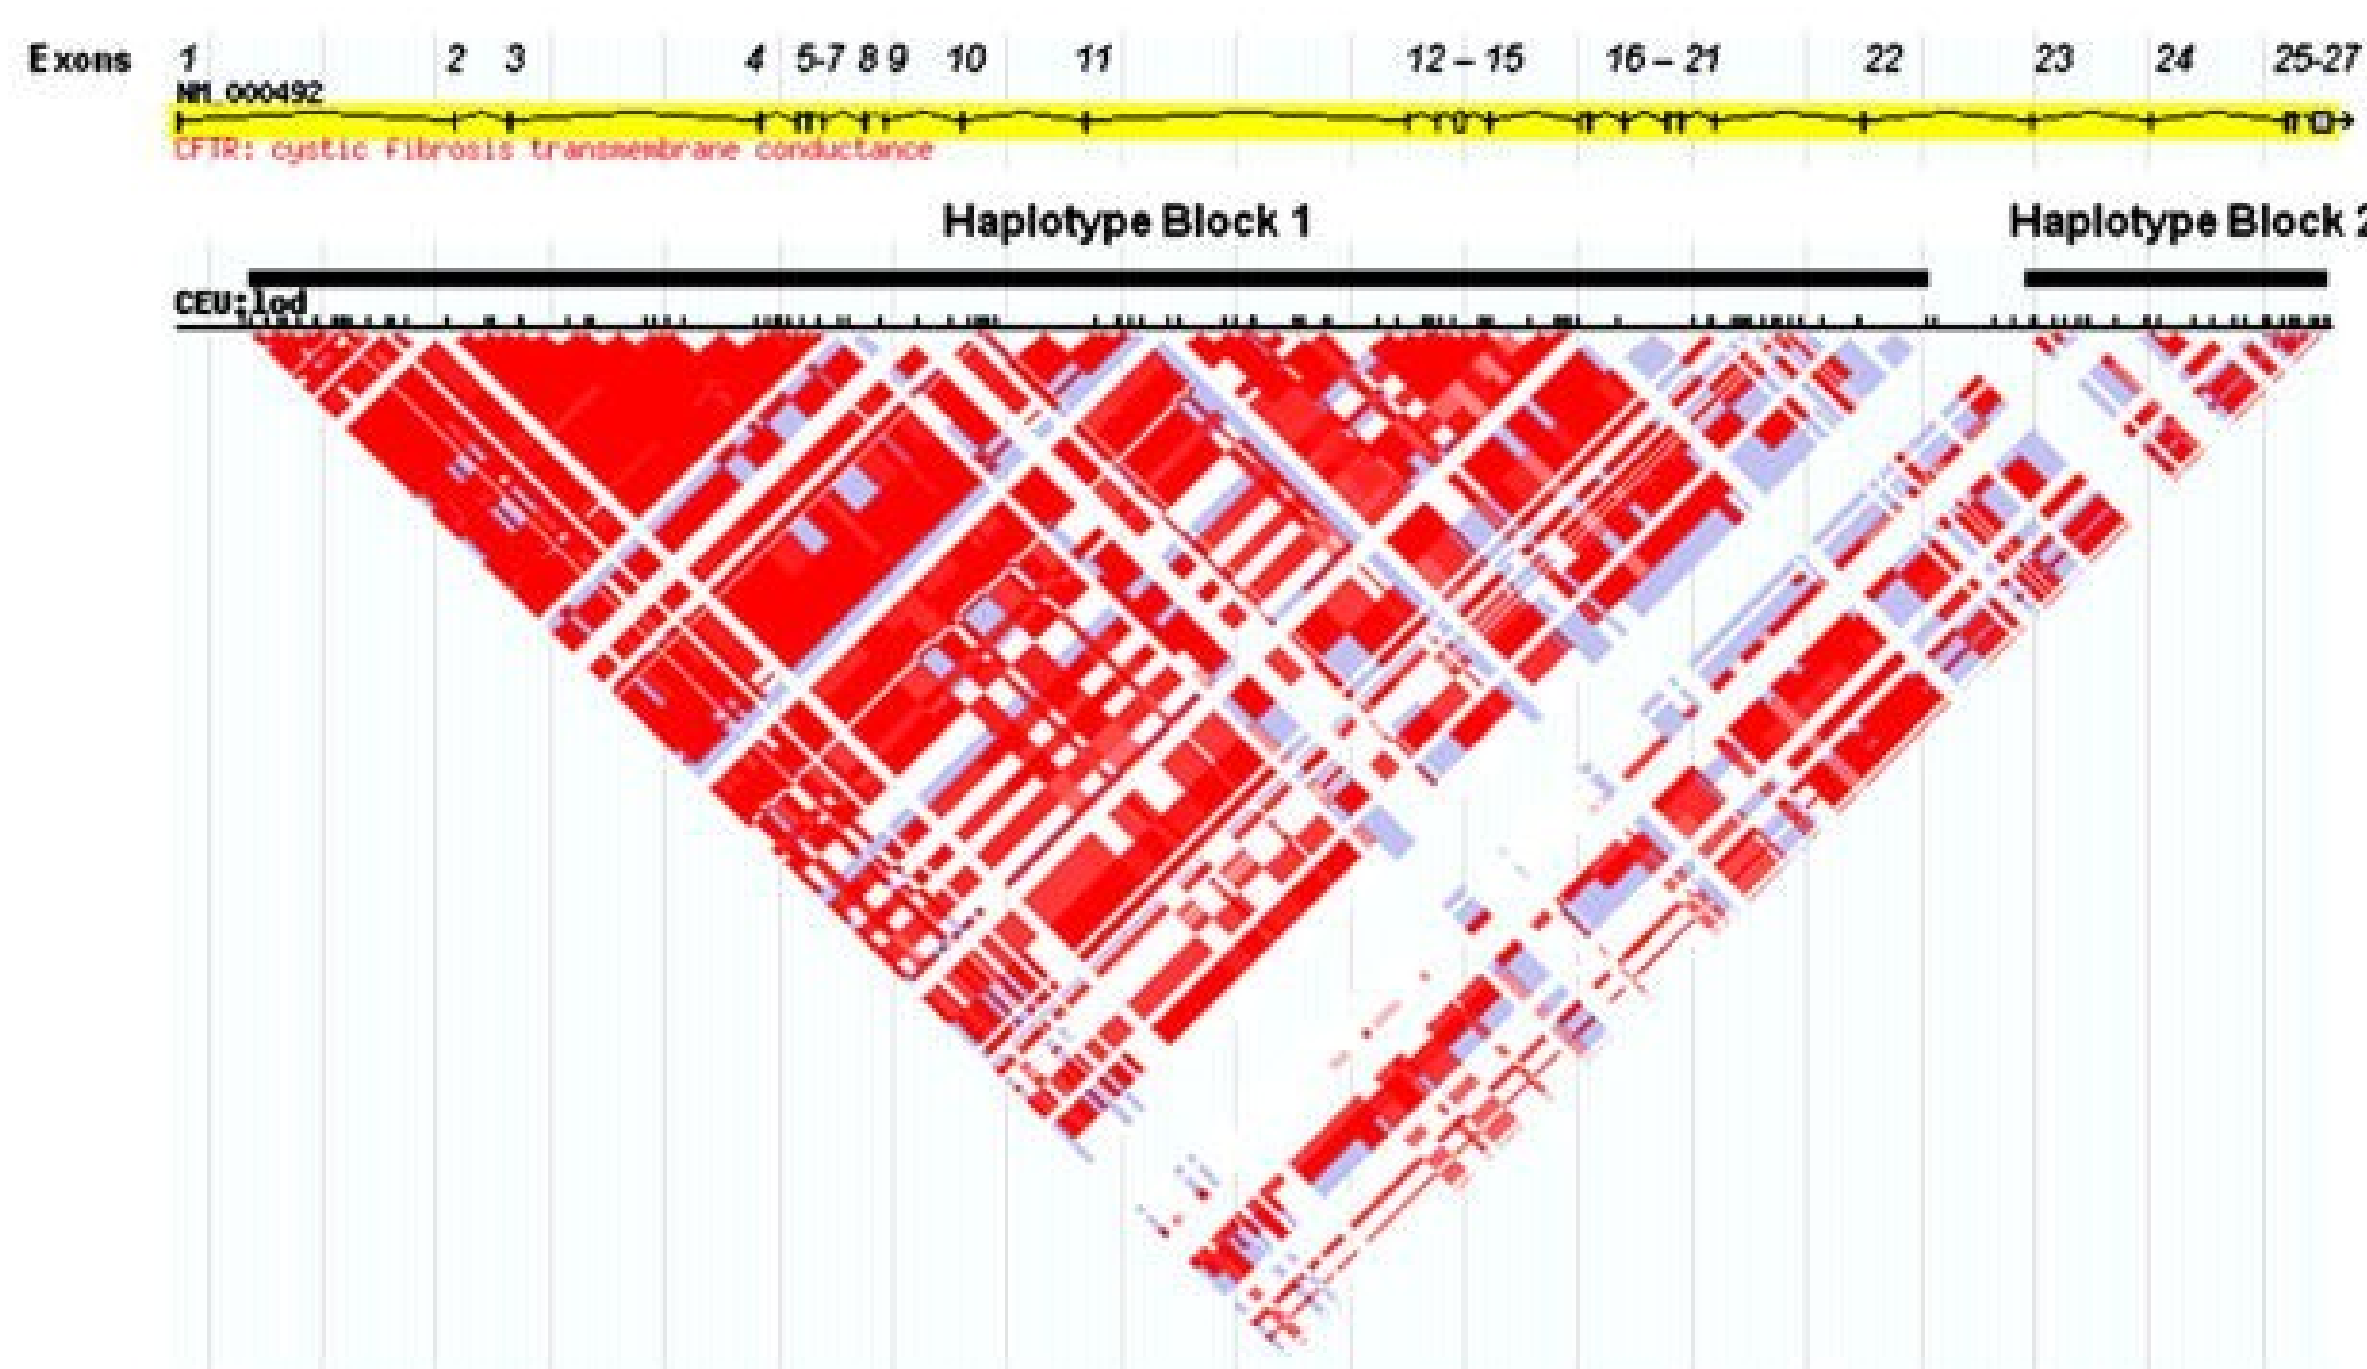 Exons 1 2 3 4 5-7 8 9 10 11 12 – 15 16 – 21 22 23 24 25-27
NM_000492
CFTR: cystic fibrosis transmembrane conductance
Haplotype Block 1 Haplotype Block 2
CEU:lod